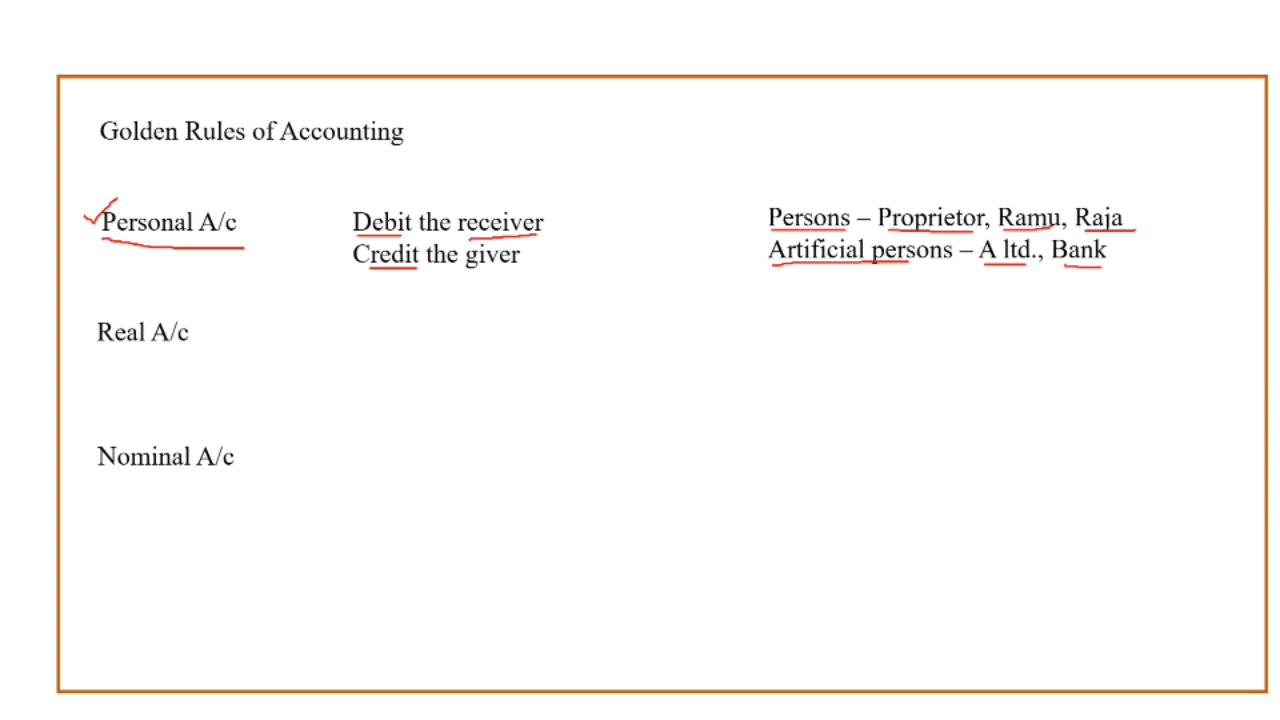 Golden Rules of Accounting
Personal A/c
Debit the receiver
Credit the giver
Persons – Proprietor, Ramu, Raja
Artificial persons – A ltd., Bank
Real A/c
Nominal A/c